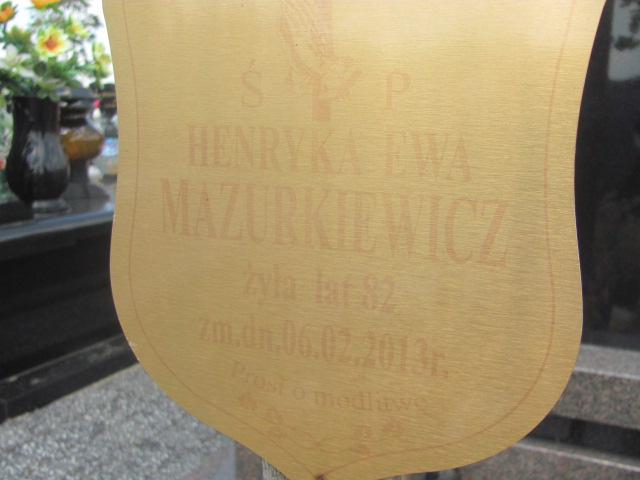 Ś P
HENRYKA EWA
MAZURKIEWICZ
żyła lat 82
zm.dn.06.02.2013r.
Prosi o modlitwę